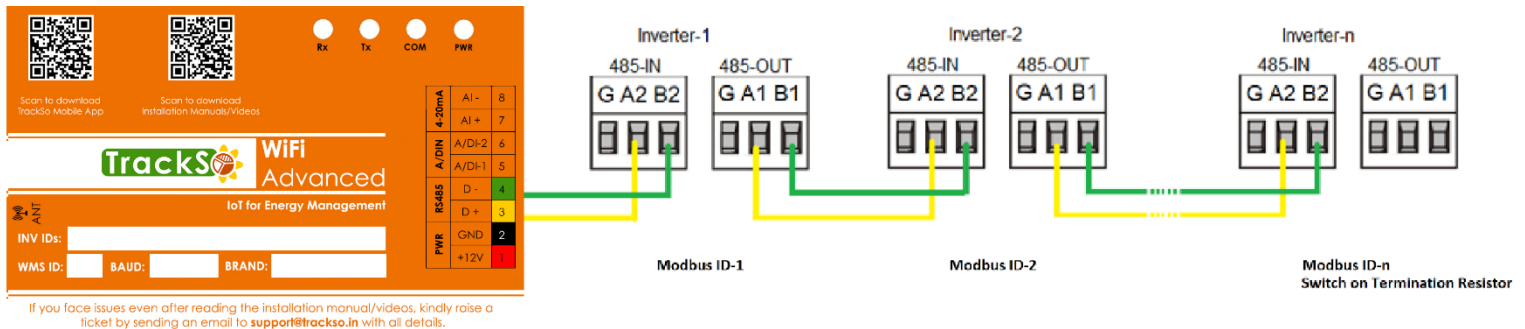 Rx Tx COM PWR
Scan to download
TrackSo Mobile App
Scan to download
Installation Manuals/Videos
TrackSo
WiFi
Advanced
IoT for Energy Management
ANT
INV IDs:
WMS ID: BAUD: BRAND:
4-20mA
AI - 8
AI + 7
A/DIN
A/DI-2 6
A/DI-1 5
RS485
D - 4
D + 3
PWR
GND 2
+12V 1
If you face issues even after reading the installation manual/videos, kindly raise a
ticket by sending an email to support@trackso.in with all details.
Inverter-1
485-IN 485-OUT
G A2 B2 G A1 B1
Modbus ID-1
Inverter-2
485-IN 485-OUT
G A2 B2 G A1 B1
Modbus ID-2
Inverter-n
485-IN 485-OUT
G A2 B2 G A1 B1
Modbus ID-n
Switch on Termination Resistor